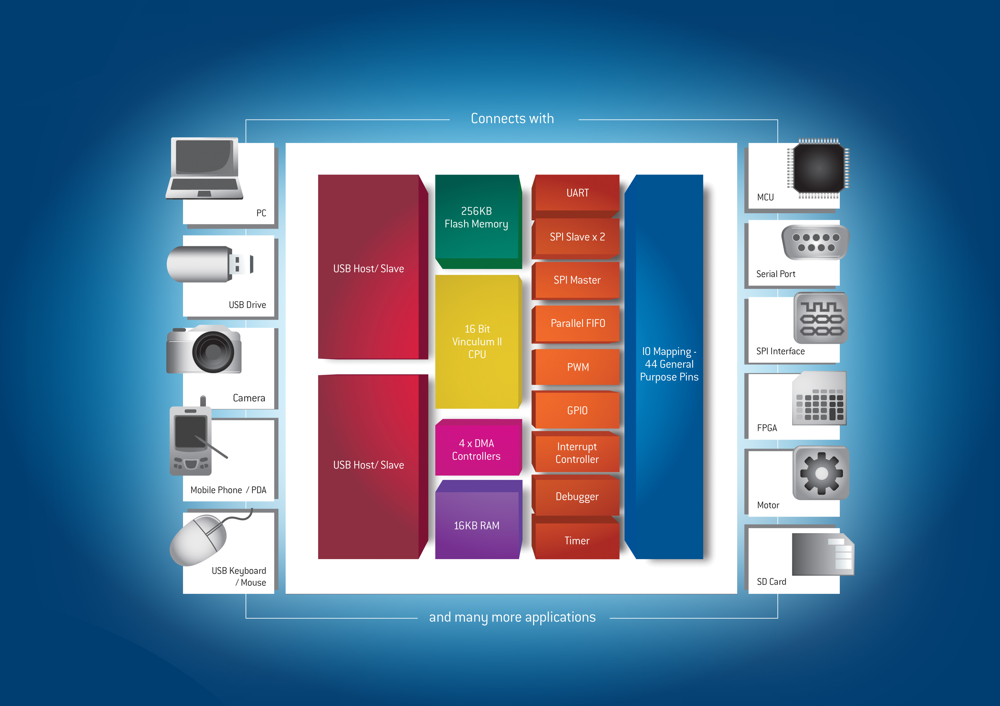 Connects with
PC
USB Drive
Camera
Mobile Phone / PDA
USB Keyboard
/ Mouse
USB Host/ Slave
USB Host/ Slave
256KB
Flash Memory
16 Bit
Vinculum II
CPU
4 x DMA
Controllers
16KB RAM
UART
SPI Slave x 2
SPI Master
Parallel FIFO
PWM
GPIO
Interrupt
Controller
Debugger
Timer
IO Mapping -
44 General
Purpose Pins
MCU
Serial Port
SPI Interface
FPGA
Motor
SD Card
and many more applications